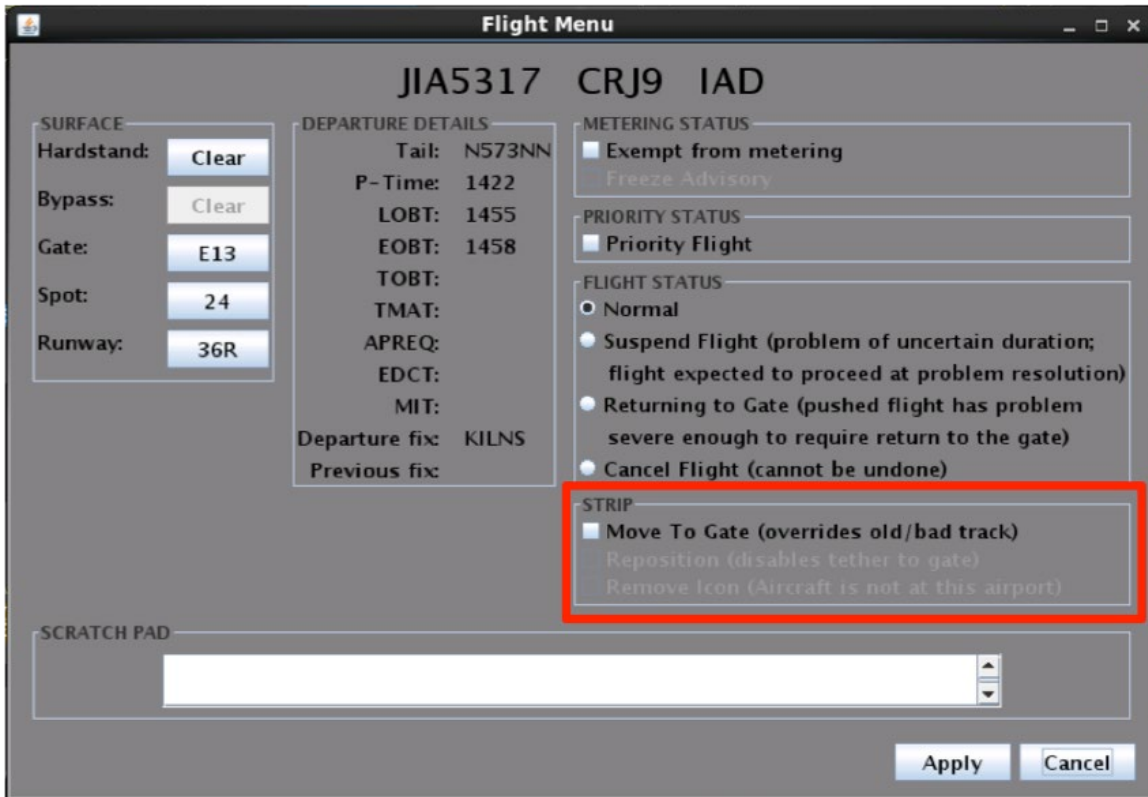 Flight Menu
JIA5317 CRJ9 IAD
SURFACE
Hardstand: Clear
Bypass: Clear
Gate: E13
Spot: 24
Runway: 36R
DEPARTURE DETAILS
Tail: N573NN
P-Time: 1422
LOBT: 1455
EOBT: 1458
TOBT:
TMAT:
APREQ:
EDCT:
MIT:
Departure fix: KILNS
Previous fix:
METERING STATUS
Exempt from metering
Freeze Advisory
PRIORITY STATUS
Priority Flight
FLIGHT STATUS
Normal
Suspend Flight (problem of uncertain duration;
flight expected to proceed at problem resolution)
Returning to Gate (pushed flight has problem
severe enough to require return to the gate)
Cancel Flight (cannot be undone)
STRIP
Move To Gate (overrides old/bad track)
Reposition (disables tether to gate)
Remove Icon (Aircraft is not at this airport)
SCRATCH PAD
Apply Cancel